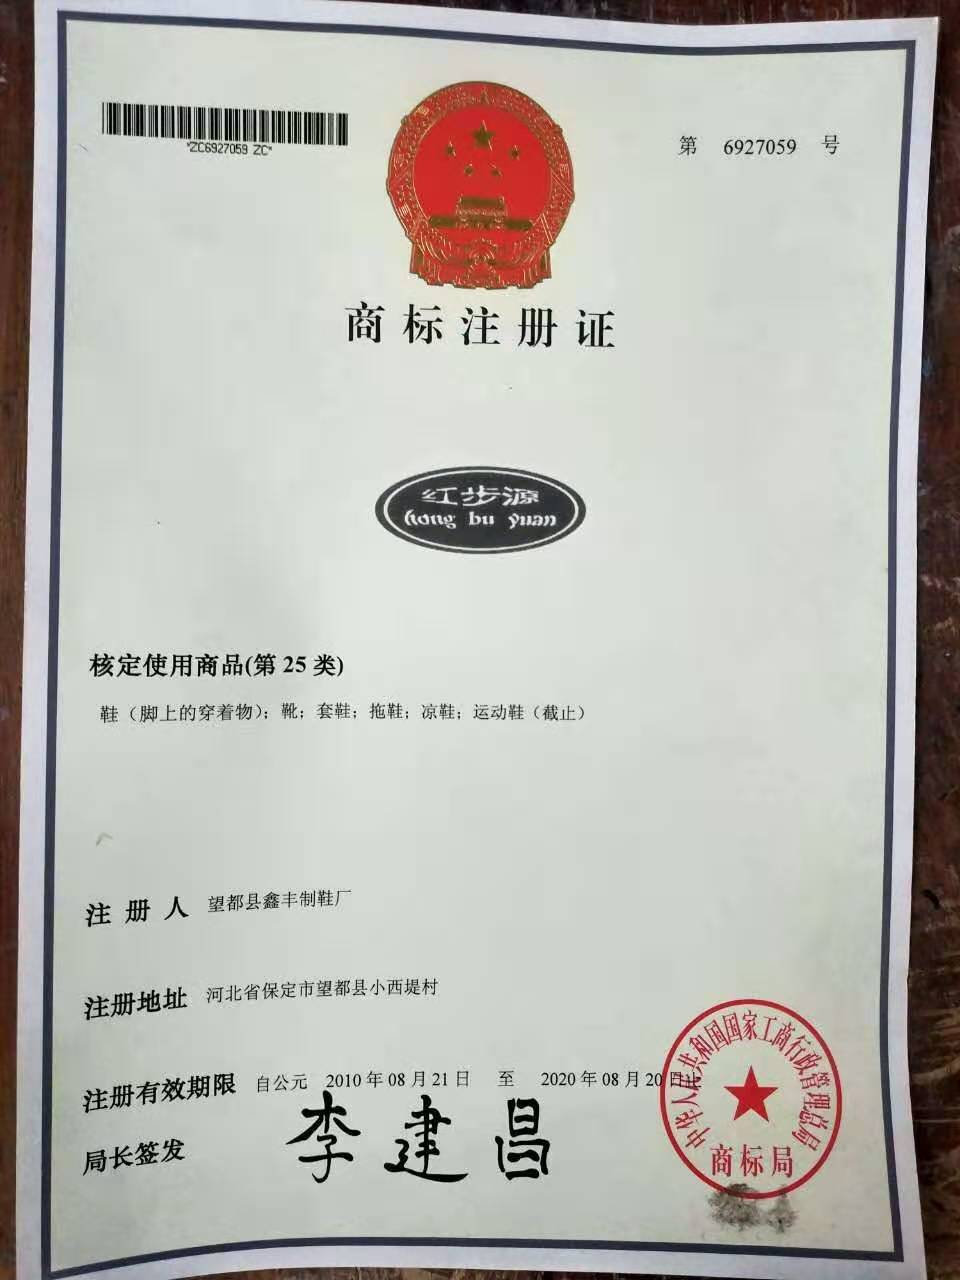 *ZC6927059 ZC*
第 6927059 号
商标注册证
红步源
hong bu yuan
核定使用商品(第 25 类)
鞋（脚上的穿着物）；靴；套鞋；拖鞋；凉鞋；运动鞋（截止）
注册人 望都县鑫丰制鞋厂
注册地址 河北省保定市望都县小西堤村
注册有效期限 自公元 2010 年 08 月 21 日 至 2020 年 08 月 20 日止
局长签发 李建昌
中华人民共和国国家工商行政管理总局
商标局